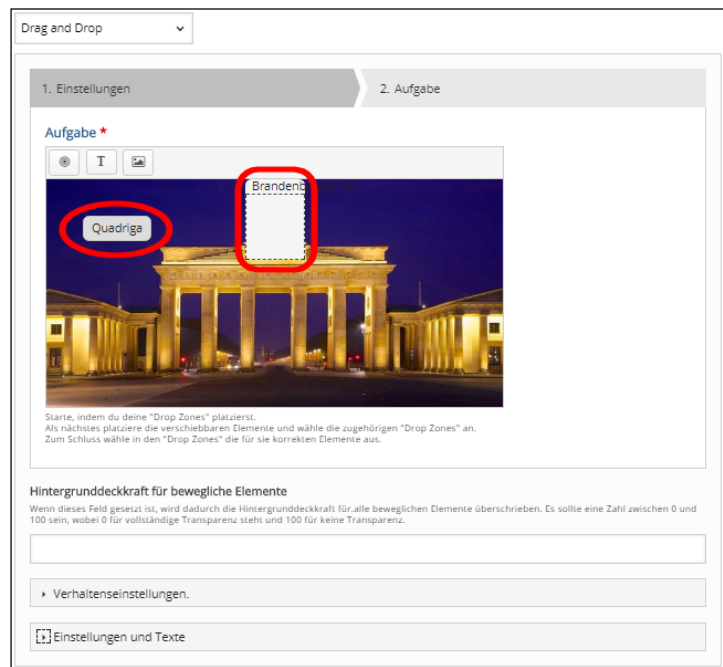 Drag and Drop
1. Einstellungen
2. Aufgabe
Aufgabe *
T
Quadriga
Starte, indem du deine "Drop Zones" platzierst.
Als nächstes platziere die verschiebbaren Elemente und wähle die zugehörigen "Drop Zones" an.
Zum Schluss wähle in den "Drop Zones" die für sie korrekten Elemente aus.
Hintergrunddeckkraft für bewegliche Elemente
Wenn dieses Feld gesetzt ist, wird dadurch die Hintergrunddeckkraft für alle beweglichen Elemente überschrieben. Es sollte eine Zahl zwischen 0 und
100 sein, wobei 0 für vollständige Transparenz steht und 100 für keine Transparenz.
Verhaltenseinstellungen.
Einstellungen und Texte